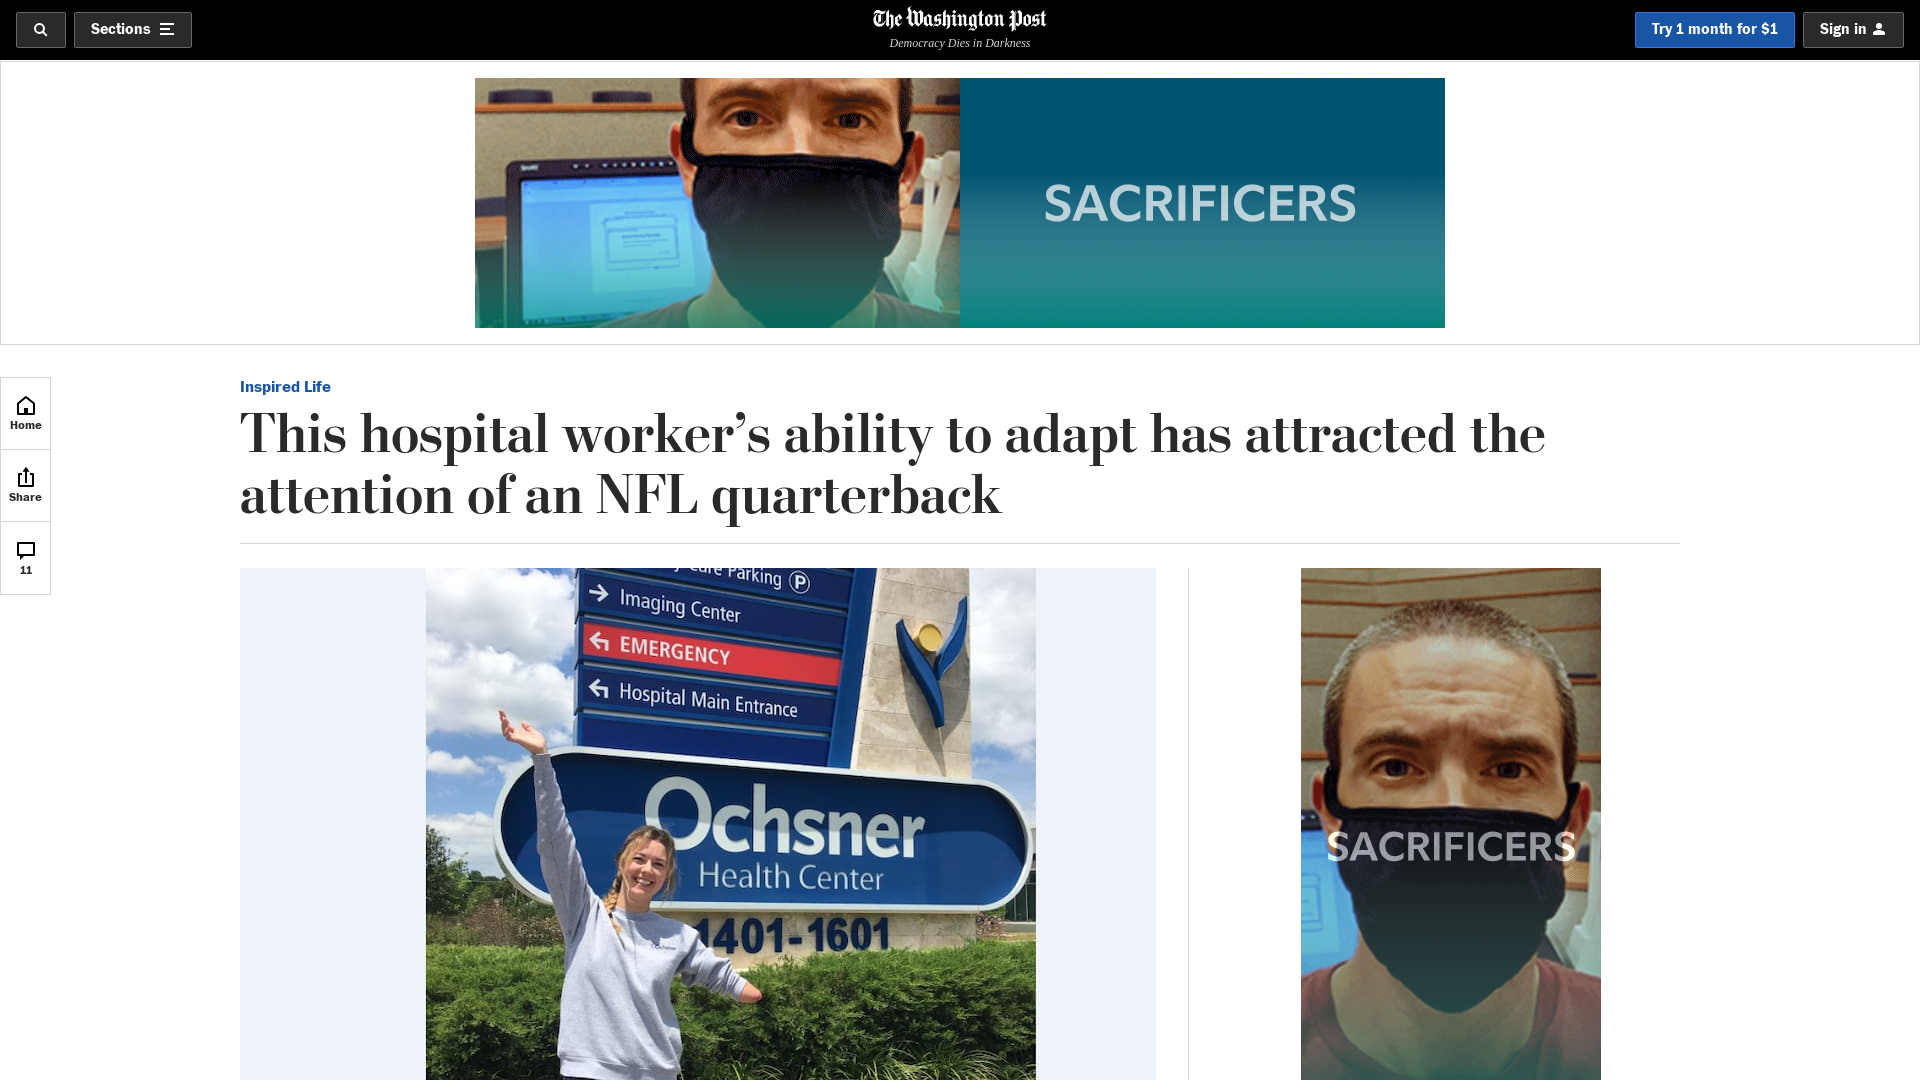 Sections
The Washington Post
Democracy Dies in Darkness
Try 1 month for $1
Sign in
SACRIFICERS
Home
Share
11
Inspired Life
This hospital worker’s ability to adapt has attracted the
attention of an NFL quarterback
Care Parking P
Imaging Center
EMERGENCY
Hospital Main Entrance
Ochsner
Health Center
1401-1601
Ochsner
SACRIFICERS